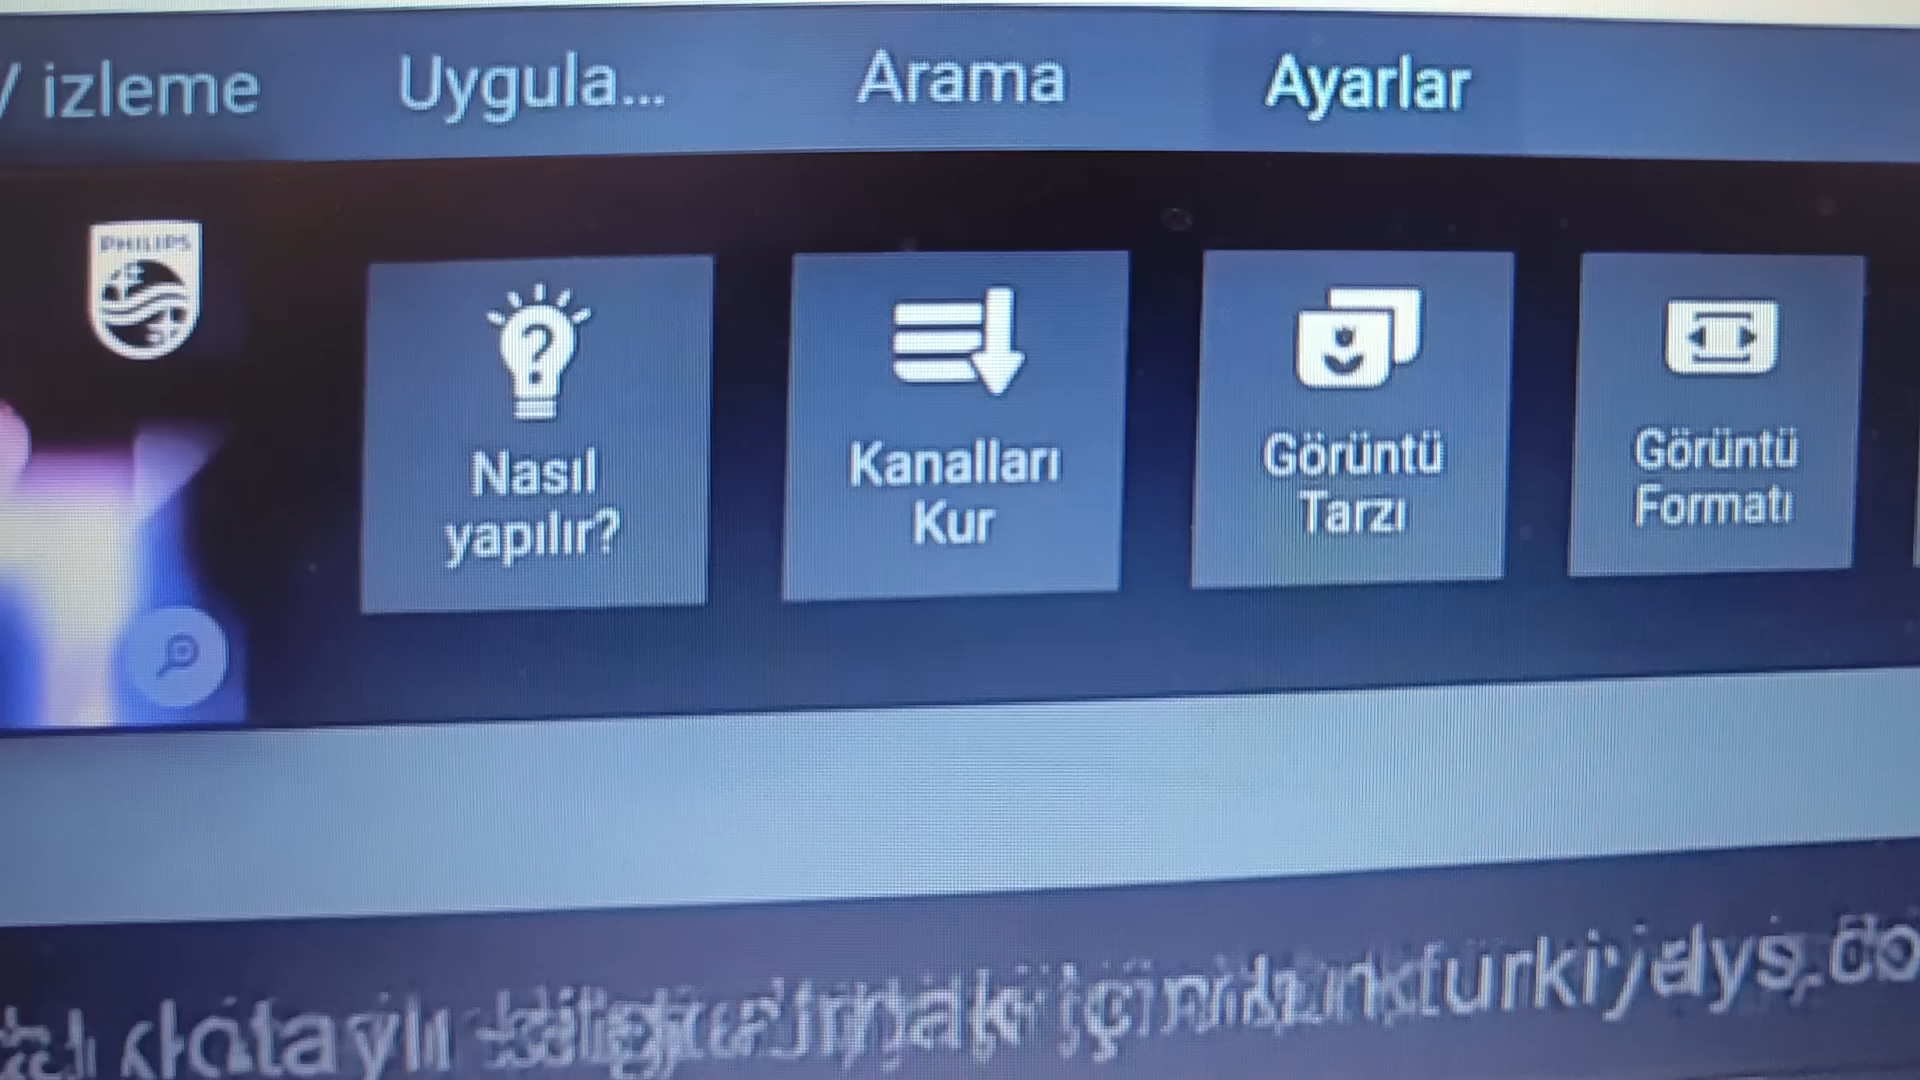 izleme Uygula... Arama Ayarlar
PHILIPS
Nasıl
yapılır?
Kanalları
Kur
Görüntü
Tarzı
Görüntü
Formatı